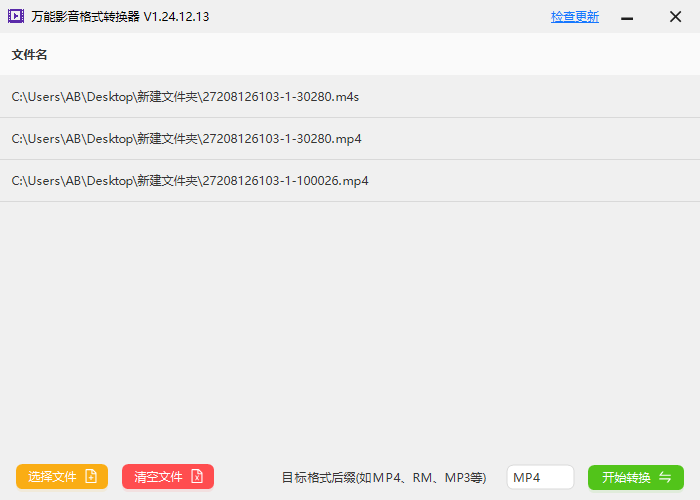 万能影音格式转换器 V1.24.12.13 检查更新
文件名
C:\Users\AB\Desktop\新建文件夹\27208126103-1-30280.m4s
C:\Users\AB\Desktop\新建文件夹\27208126103-1-30280.mp4
C:\Users\AB\Desktop\新建文件夹\27208126103-1-100026.mp4
选择文件 清空文件 目标格式后缀(如MP4、RM、MP3等) MP4 开始转换